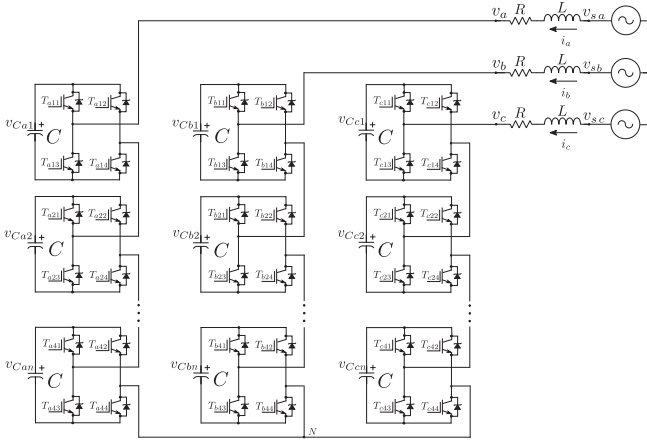 v_a R L v_sa
i_a
v_b R L v_sb
i_b
v_c R L v_sc
i_c
T_a11 T_a12 T_b11 T_b12 T_c11 T_c12
v_Ca1 + C v_Cb1 + C v_Cc1 + C
T_a13 T_a14 T_b13 T_b14 T_c13 T_c14
T_a21 T_a22 T_b21 T_b22 T_c21 T_c22
v_Ca2 + C v_Cb2 + C v_Cc2 + C
T_a23 T_a24 T_b23 T_b24 T_c23 T_c24
T_a41 T_a42 T_b41 T_b42 T_c41 T_c42
v_Can + C v_Cbn + C v_Ccn + C
T_a43 T_a44 T_b43 T_b44 T_c43 T_c44
N